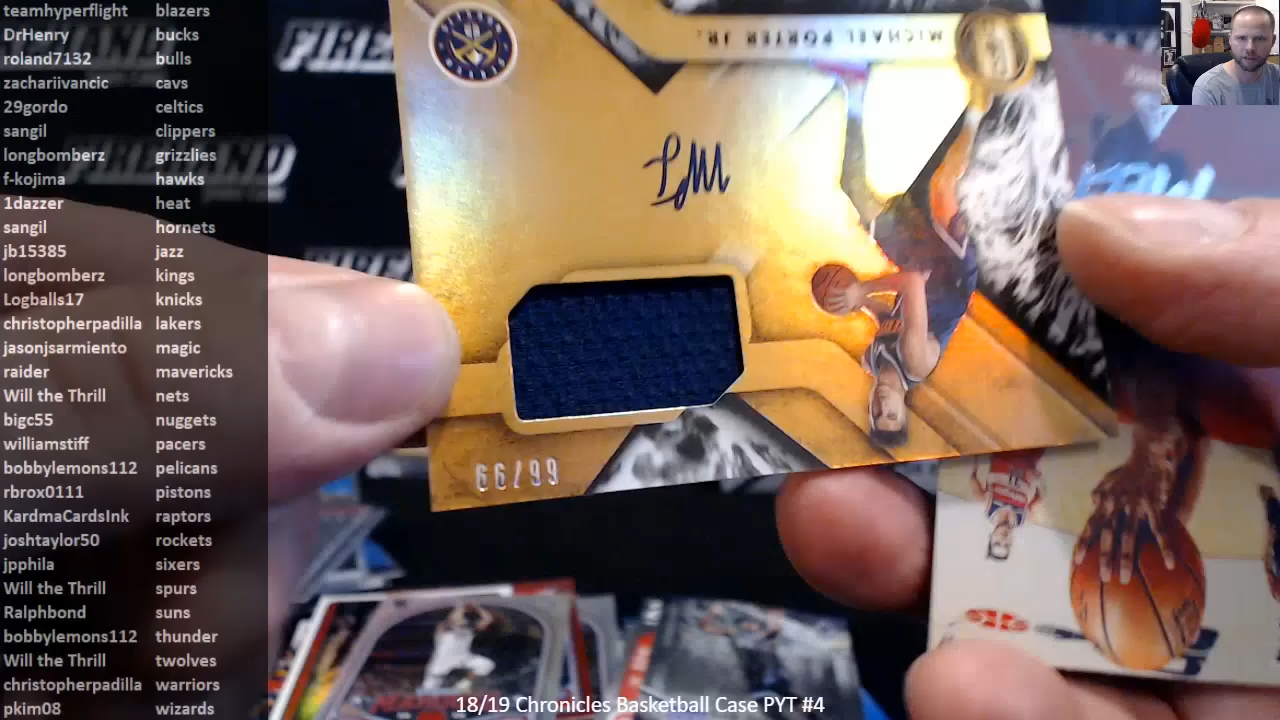 teamhyperflight blazers
DrHenry bucks
roland7132 bulls
zachariivancic cavs
29gordo celtics
sangil clippers
longbomberz grizzlies
f-kojima hawks
1dazzer heat
sangil hornets
jb15385 jazz
longbomberz kings
Logballs17 knicks
christopherpadilla lakers
jasonjsarmiento magic
raider mavericks
Will the Thrill nets
bigc55 nuggets
williamstiff pacers
bobbylemons112 pelicans
rbrox0111 pistons
KardmaCardsInk raptors
joshtaylor50 rockets
jpphila sixers
Will the Thrill spurs
Ralphbond suns
bobbylemons112 thunder
Will the Thrill twolves
christopherpadilla warriors
pkim08 wizards
MICHAEL PORTER JR.
66/99
18/19 Chronicles Basketball Case PYT #4